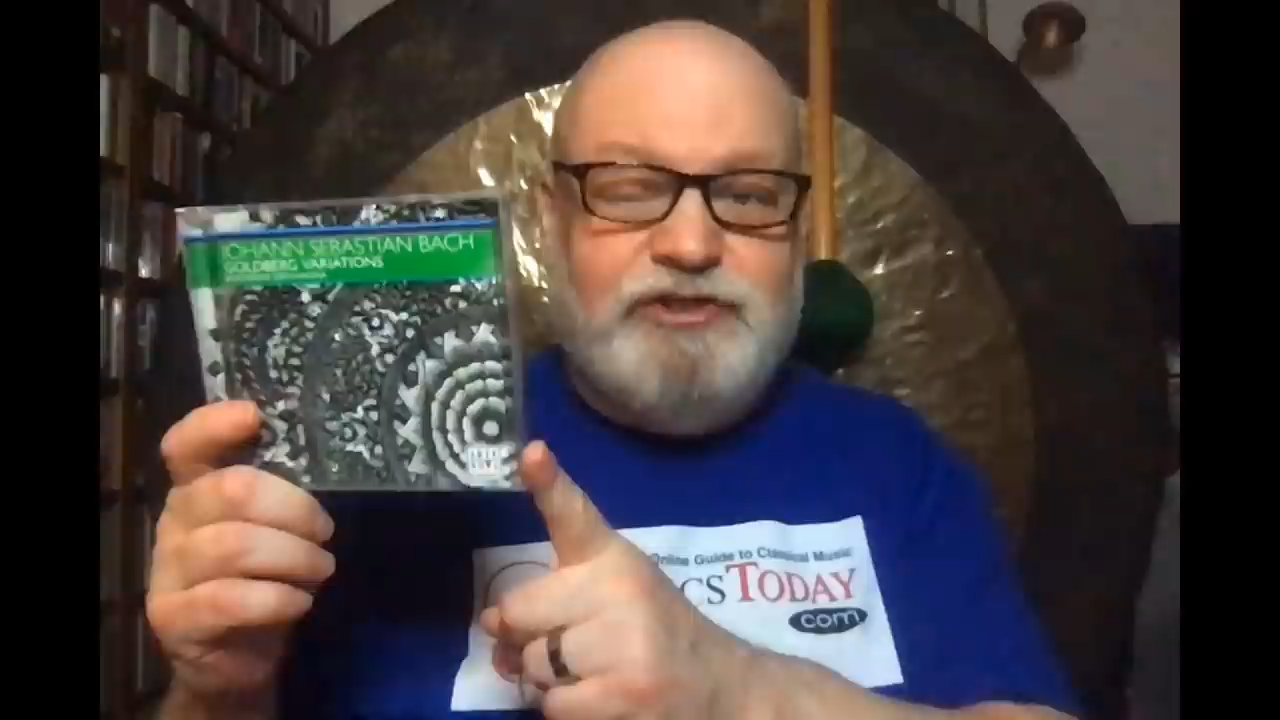 JOHANN SEBASTIAN BACH
GOLDBERG VARIATIONS
Online Guide to Classical Music
CSTODAY
com